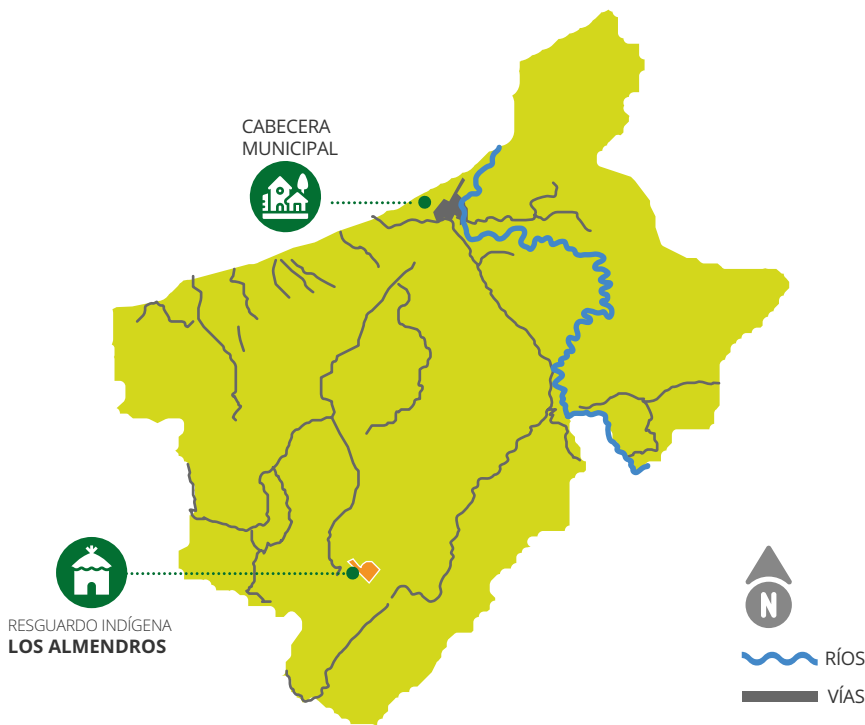 CABECERA
MUNICIPAL
RESGUARDO INDÍGENA
LOS ALMENDROS
N
RÍOS
VÍAS